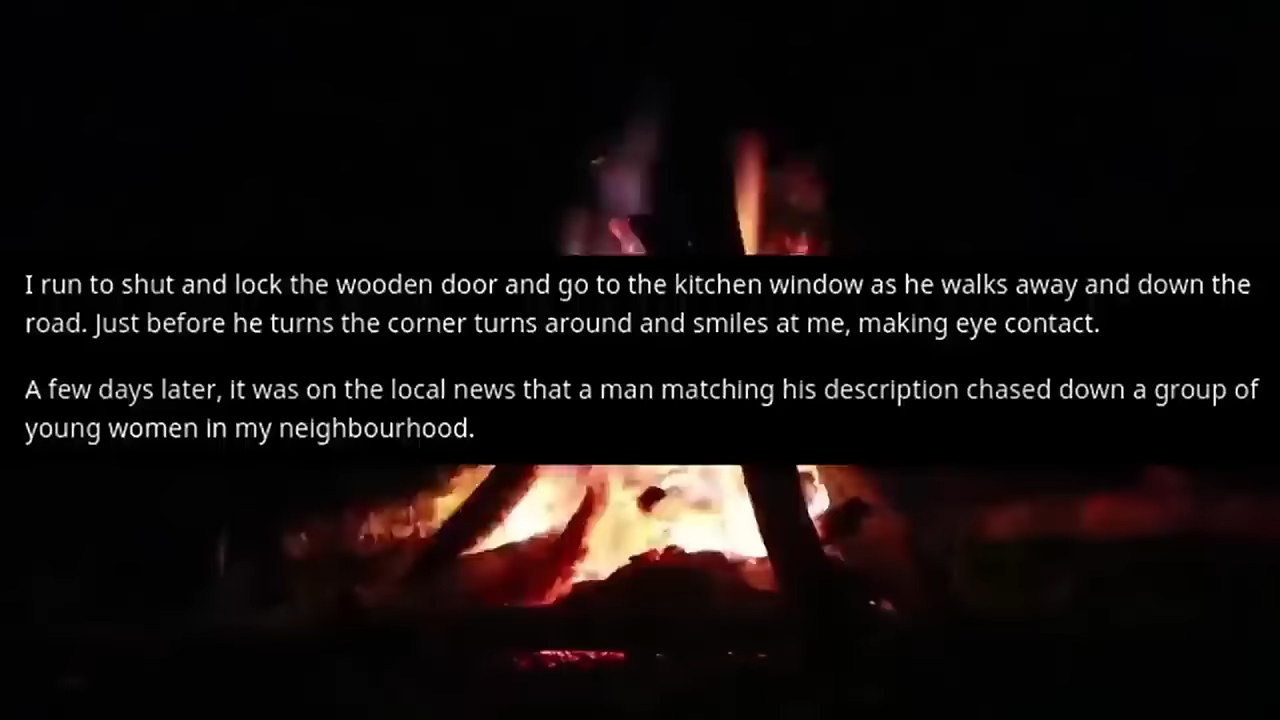 I run to shut and lock the wooden door and go to the kitchen window as he walks away and down the
road. Just before he turns the corner turns around and smiles at me, making eye contact.
A few days later, it was on the local news that a man matching his description chased down a group of
young women in my neighbourhood.